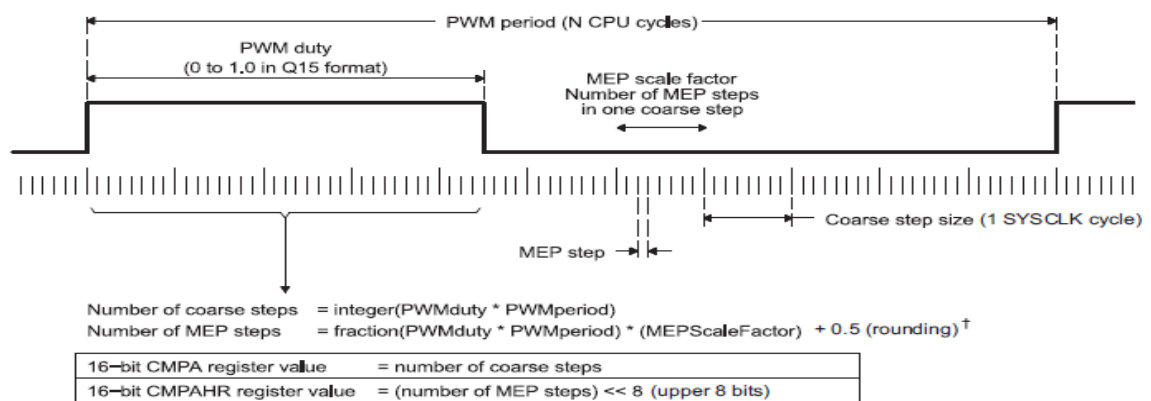 PWM period (N CPU cycles)
PWM duty
(0 to 1.0 in Q15 format)
MEP scale factor
Number of MEP steps
in one coarse step
Coarse step size (1 SYSCLK cycle)
MEP step
Number of coarse steps = integer(PWMduty * PWMperiod)
Number of MEP steps = fraction(PWMduty * PWMperiod) * (MEPScaleFactor) + 0.5 (rounding)†
16–bit CMPA register value = number of coarse steps
16–bit CMPAHR register value = (number of MEP steps) << 8 (upper 8 bits)